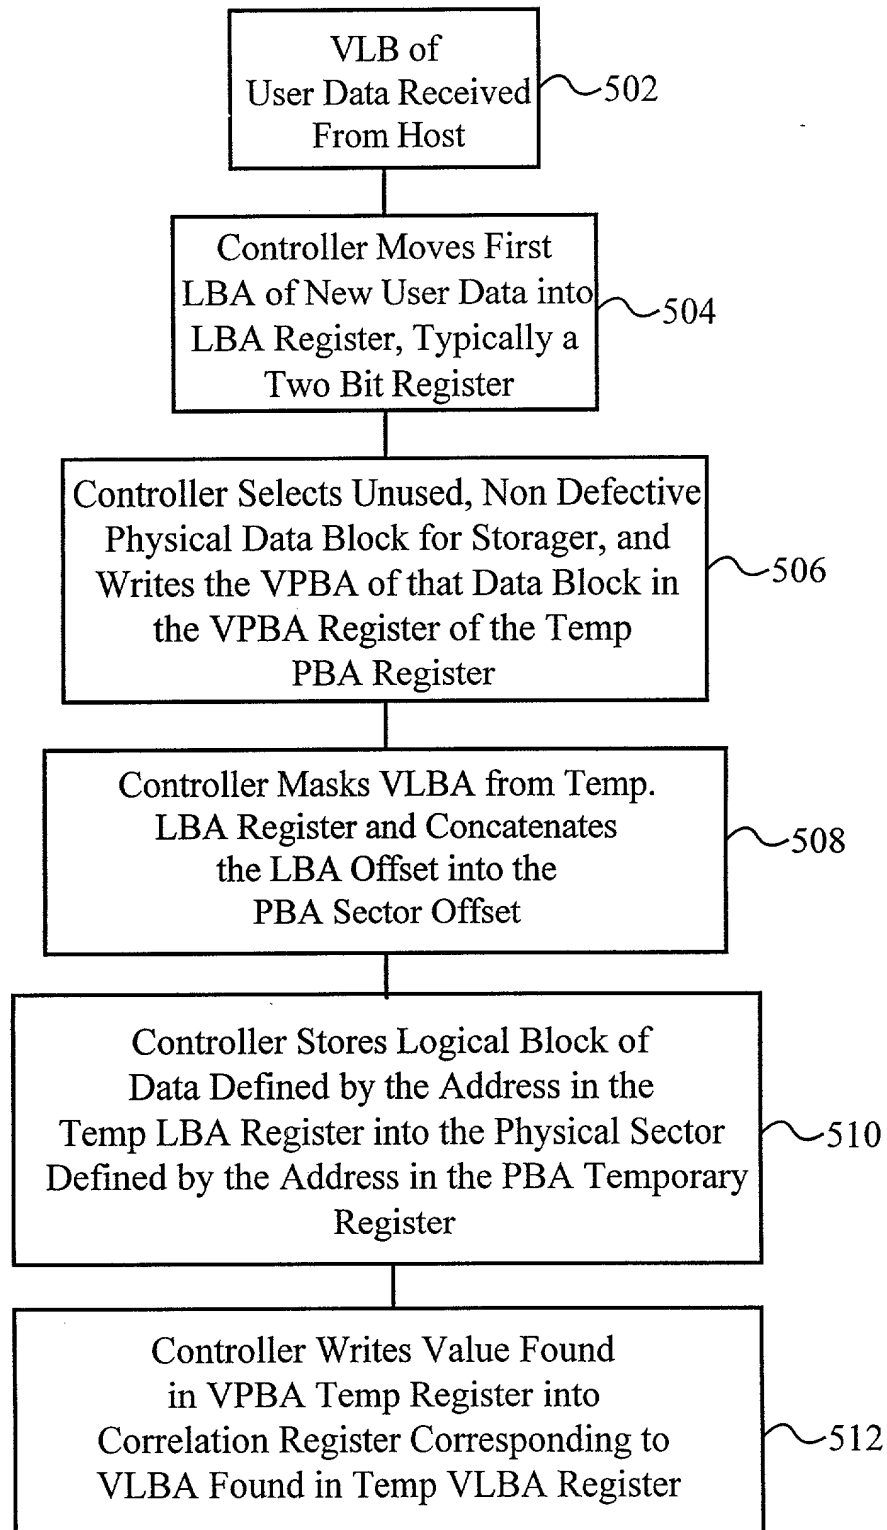 VLB of
User Data Received
From Host
502
Controller Moves First
LBA of New User Data into
LBA Register, Typically a
Two Bit Register
504
Controller Selects Unused, Non Defective
Physical Data Block for Storager, and
Writes the VPBA of that Data Block in
the VPBA Register of the Temp
PBA Register
506
Controller Masks VLBA from Temp.
LBA Register and Concatenates
the LBA Offset into the
PBA Sector Offset
508
Controller Stores Logical Block of
Data Defined by the Address in the
Temp LBA Register into the Physical Sector
Defined by the Address in the PBA Temporary
Register
510
Controller Writes Value Found
in VPBA Temp Register into
Correlation Register Corresponding to
VLBA Found in Temp VLBA Register
512